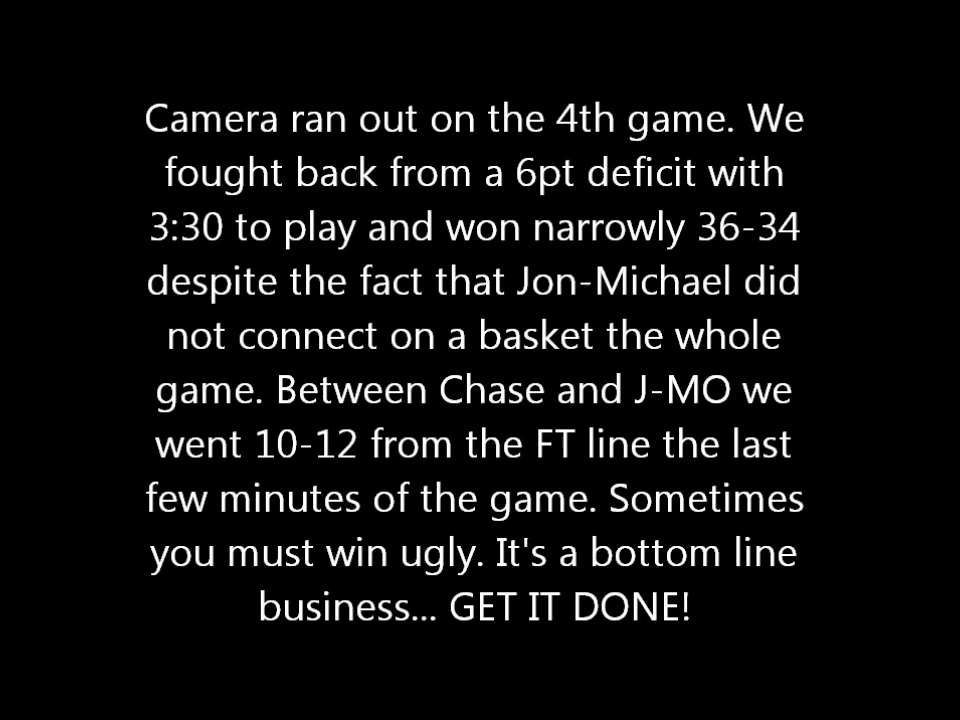 Camera ran out on the 4th game. We
fought back from a 6pt deficit with
3:30 to play and won narrowly 36-34
despite the fact that Jon-Michael did
not connect on a basket the whole
game. Between Chase and J-MO we
went 10-12 from the FT line the last
few minutes of the game. Sometimes
you must win ugly. It's a bottom line
business... GET IT DONE!